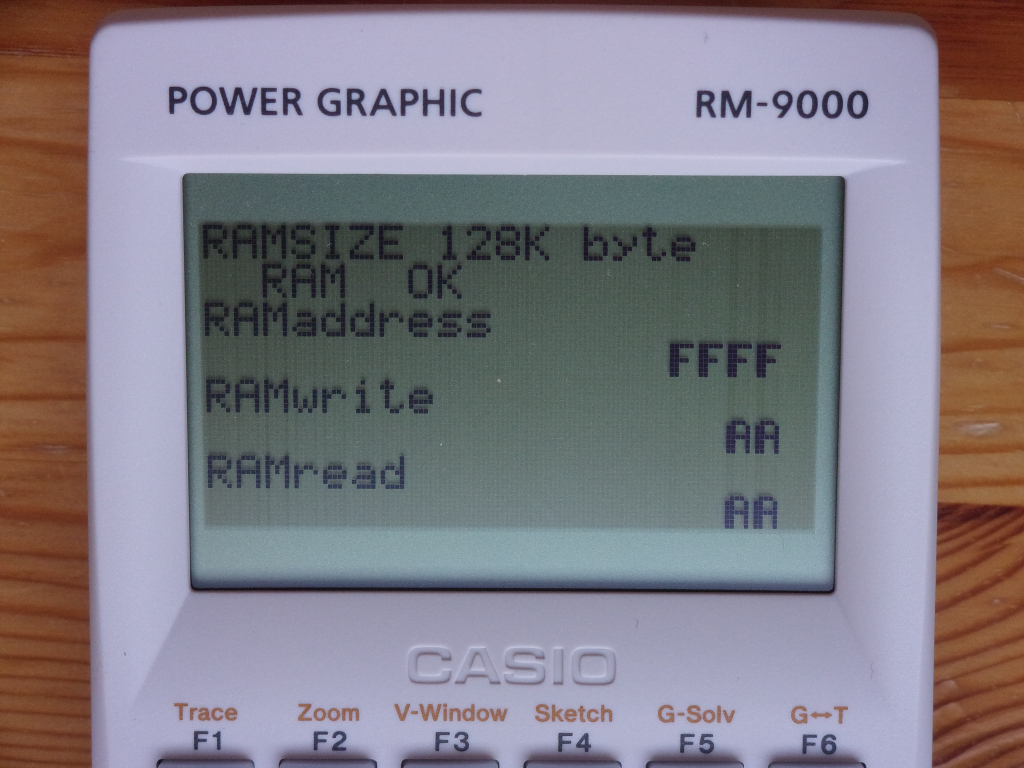 POWER GRAPHIC RM-9000
RAMSIZE 128K byte
RAM OK
RAMaddress
FFFF
RAMwrite
AA
RAMread
AA
CASIO
Trace Zoom V-Window Sketch G-Solv G↔T
F1 F2 F3 F4 F5 F6